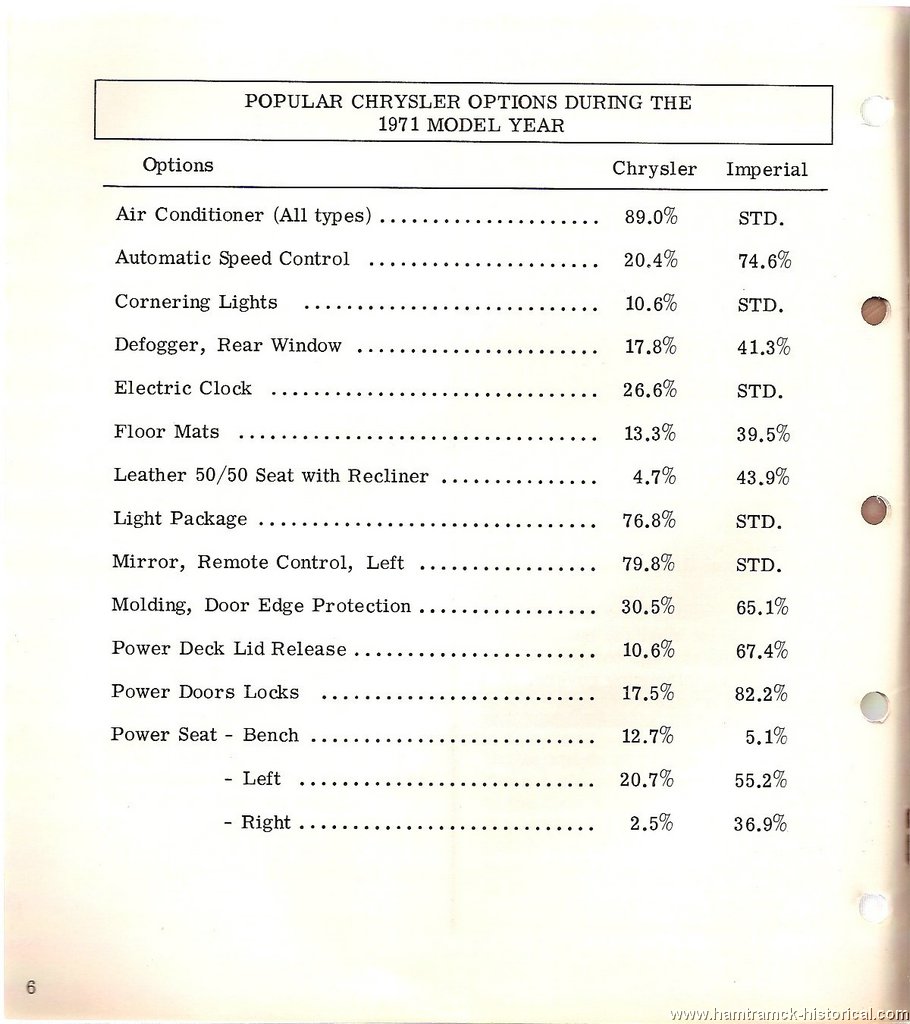 POPULAR CHRYSLER OPTIONS DURING THE
1971 MODEL YEAR
Options Chrysler Imperial
Air Conditioner (All types) ..................... 89.0% STD.
Automatic Speed Control ...................... 20.4% 74.6%
Cornering Lights ............................ 10.6% STD.
Defogger, Rear Window ....................... 17.8% 41.3%
Electric Clock ............................... 26.6% STD.
Floor Mats .................................. 13.3% 39.5%
Leather 50/50 Seat with Recliner ............... 4.7% 43.9%
Light Package ................................ 76.8% STD.
Mirror, Remote Control, Left ................. 79.8% STD.
Molding, Door Edge Protection ................. 30.5% 65.1%
Power Deck Lid Release ....................... 10.6% 67.4%
Power Doors Locks .......................... 17.5% 82.2%
Power Seat - Bench ........................... 12.7% 5.1%
- Left ............................ 20.7% 55.2%
- Right ............................ 2.5% 36.9%
6
www.hamtramck-historical.com